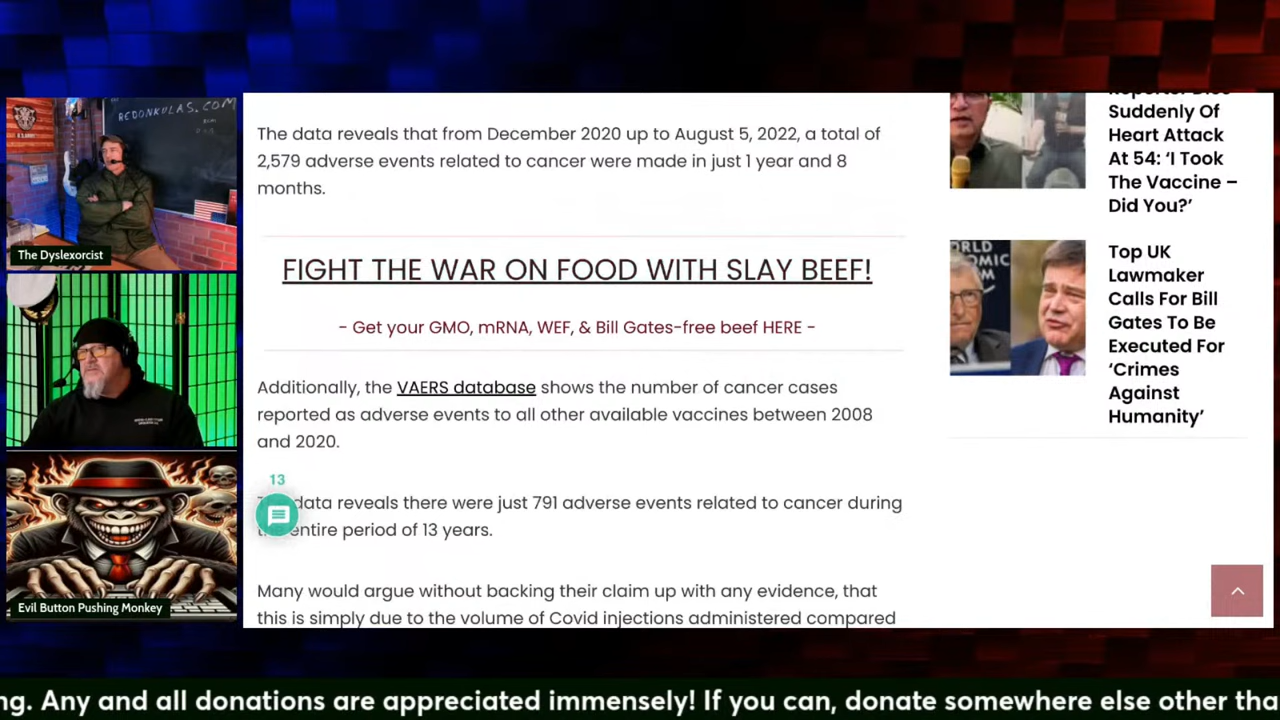 REDONKULAS.COM
The Dyslexorcist
Evil Button Pushing Monkey
The data reveals that from December 2020 up to August 5, 2022, a total of
2,579 adverse events related to cancer were made in just 1 year and 8
months.
FIGHT THE WAR ON FOOD WITH SLAY BEEF!
- Get your GMO, mRNA, WEF, & Bill Gates-free beef HERE -
Additionally, the VAERS database shows the number of cancer cases
reported as adverse events to all other available vaccines between 2008
and 2020.
13
data reveals there were just 791 adverse events related to cancer during
entire period of 13 years.
Many would argue without backing their claim up with any evidence, that
this is simply due to the volume of Covid injections administered compared
Suddenly Of
Heart Attack
At 54: ‘I Took
The Vaccine –
Did You?’
Top UK
Lawmaker
Calls For Bill
Gates To Be
Executed For
‘Crimes
Against
Humanity’
ng. Any and all donations are appreciated immensely! If you can, donate somewhere else other tha